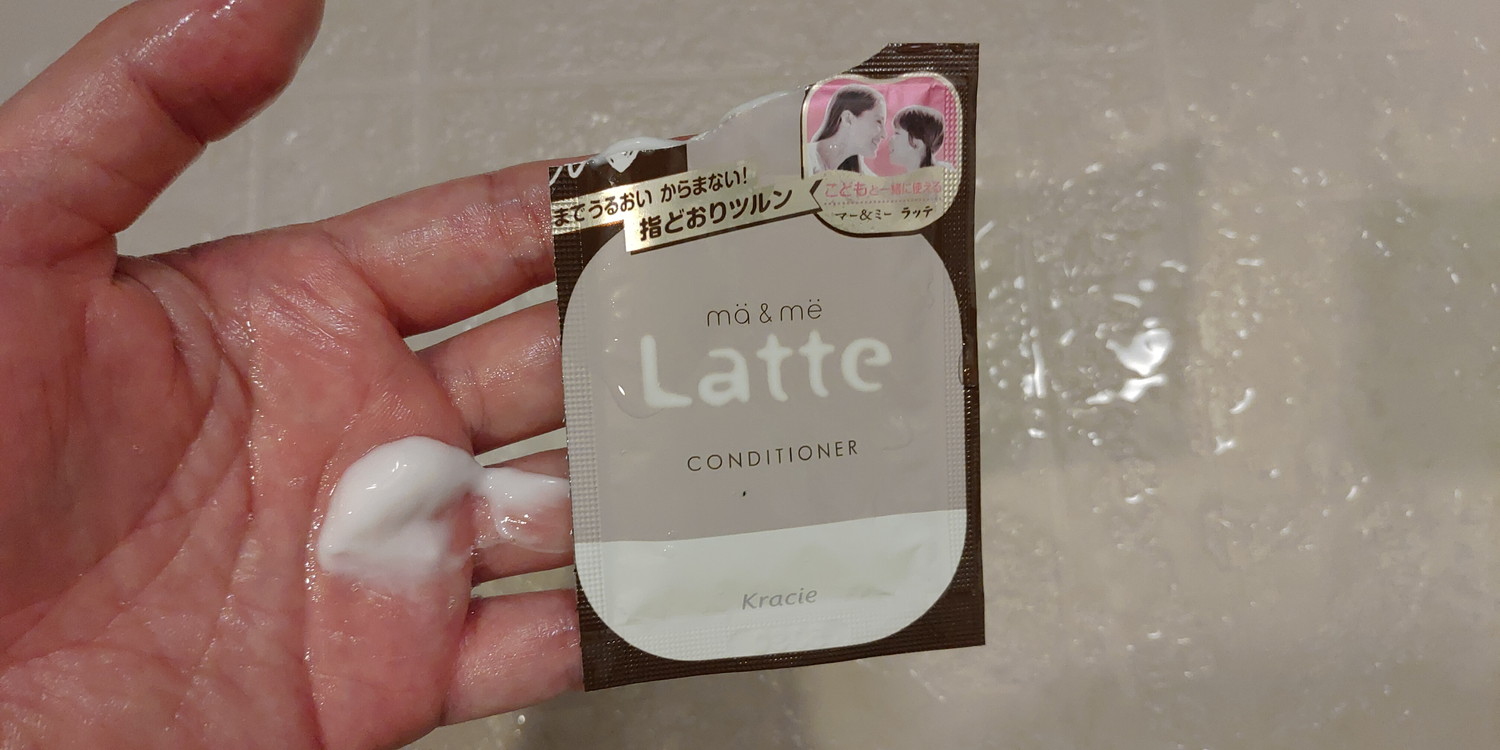 までうるおい からまない!
指どおりツルン
こどもと一緒に使える
マー&ミー ラッテ
mä & më
Latte
CONDITIONER
Kracie